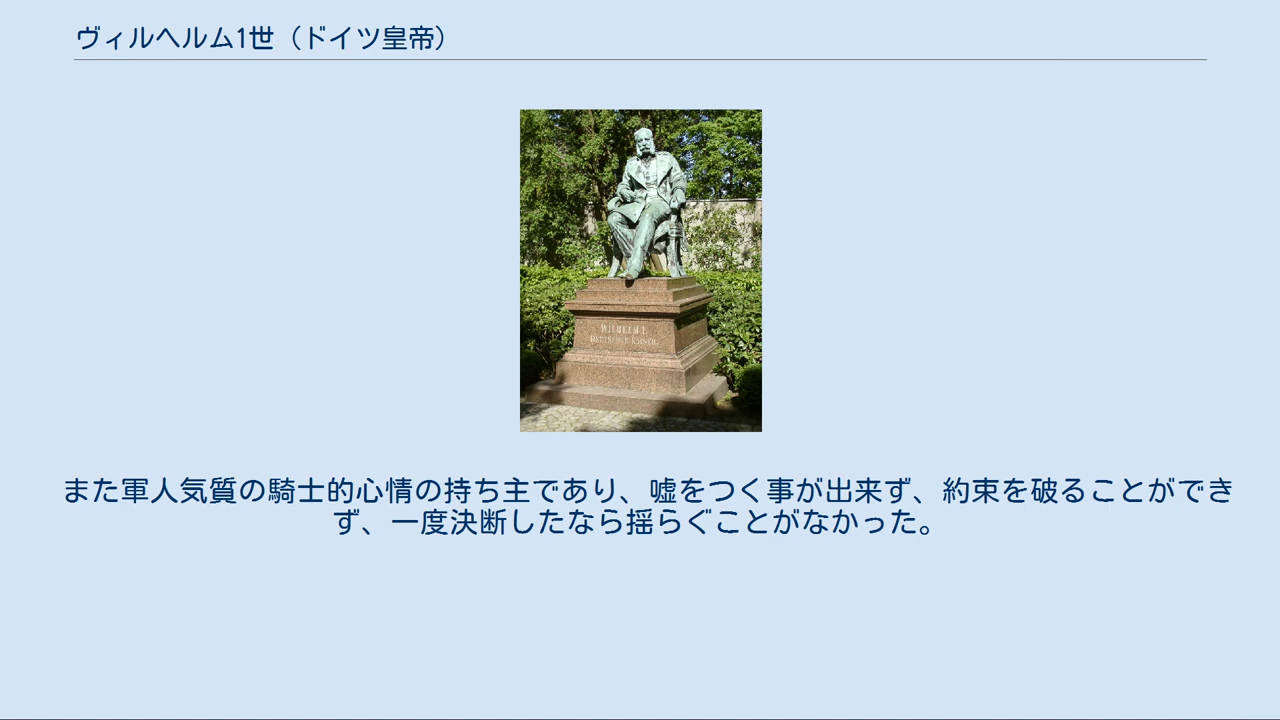 ヴィルヘルム1世（ドイツ皇帝）
WILHELM I.
DEUTSCHER KAISER.
また軍人気質の騎士的心情の持ち主であり、嘘をつく事が出来ず、約束を破ることができ
ず、一度決断したなら揺らぐことがなかった。